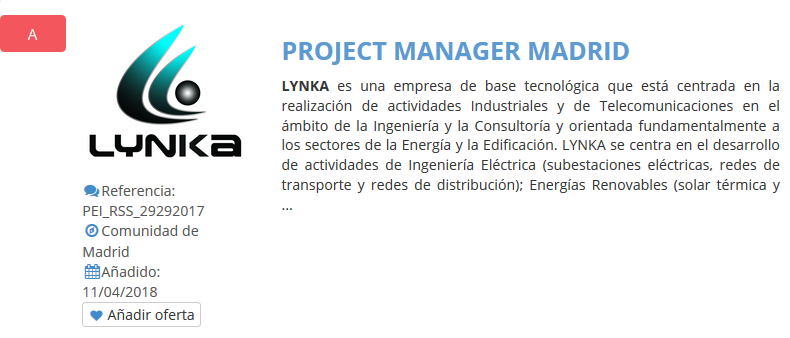 A
LYNKA
Referencia:
PEI_RSS_29292017
Comunidad de
Madrid
Añadido:
11/04/2018
Añadir oferta
PROJECT MANAGER MADRID
LYNKA es una empresa de base tecnológica que está centrada en la
realización de actividades Industriales y de Telecomunicaciones en el
ámbito de la Ingeniería y la Consultoría y orientada fundamentalmente a
los sectores de la Energía y la Edificación. LYNKA se centra en el desarrollo
de actividades de Ingeniería Eléctrica (subestaciones eléctricas, redes de
transporte y redes de distribución); Energías Renovables (solar térmica y
...